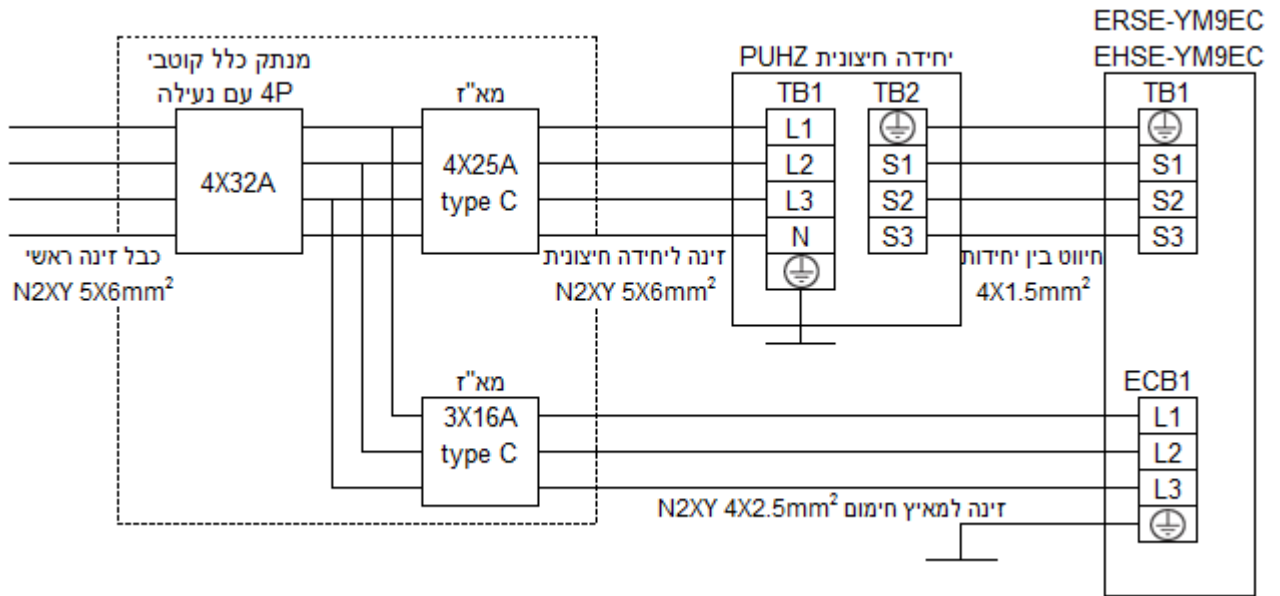 ERSE-YM9EC
EHSE-YM9EC
מנתק כלל קוטבי
4P עם נעילה
4X32A
מא"ז
4X25A
type C
יחידה חיצונית PUHZ
TB1
L1
L2
L3
N
TB2
S1
S2
S3
TB1
S1
S2
S3
כבל זינה ראשי
N2XY 5X6mm²
זינה ליחידה חיצונית
N2XY 5X6mm²
חיווט בין יחידות
4X1.5mm²
מא"ז
3X16A
type C
ECB1
L1
L2
L3
זינה למאיץ חימום N2XY 4X2.5mm²